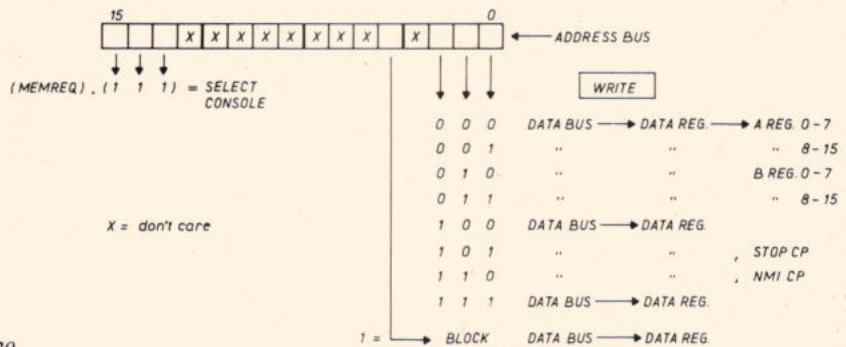 15 0
X X X X X X X X
ADDRESS BUS
(MEMREQ) . (1 1 1) = SELECT
CONSOLE
WRITE
0 0 0 DATA BUS → DATA REG. → A REG. 0-7
0 0 1 " " " 8-15
0 1 0 " " B REG. 0-7
0 1 1 " " " 8-15
X = don't care
1 0 0 DATA BUS → DATA REG.
1 0 1 " " , STOP CP
1 1 0 " " , NMI CP
1 1 1 DATA BUS → DATA REG.
1 = → BLOCK DATA BUS → DATA REG.